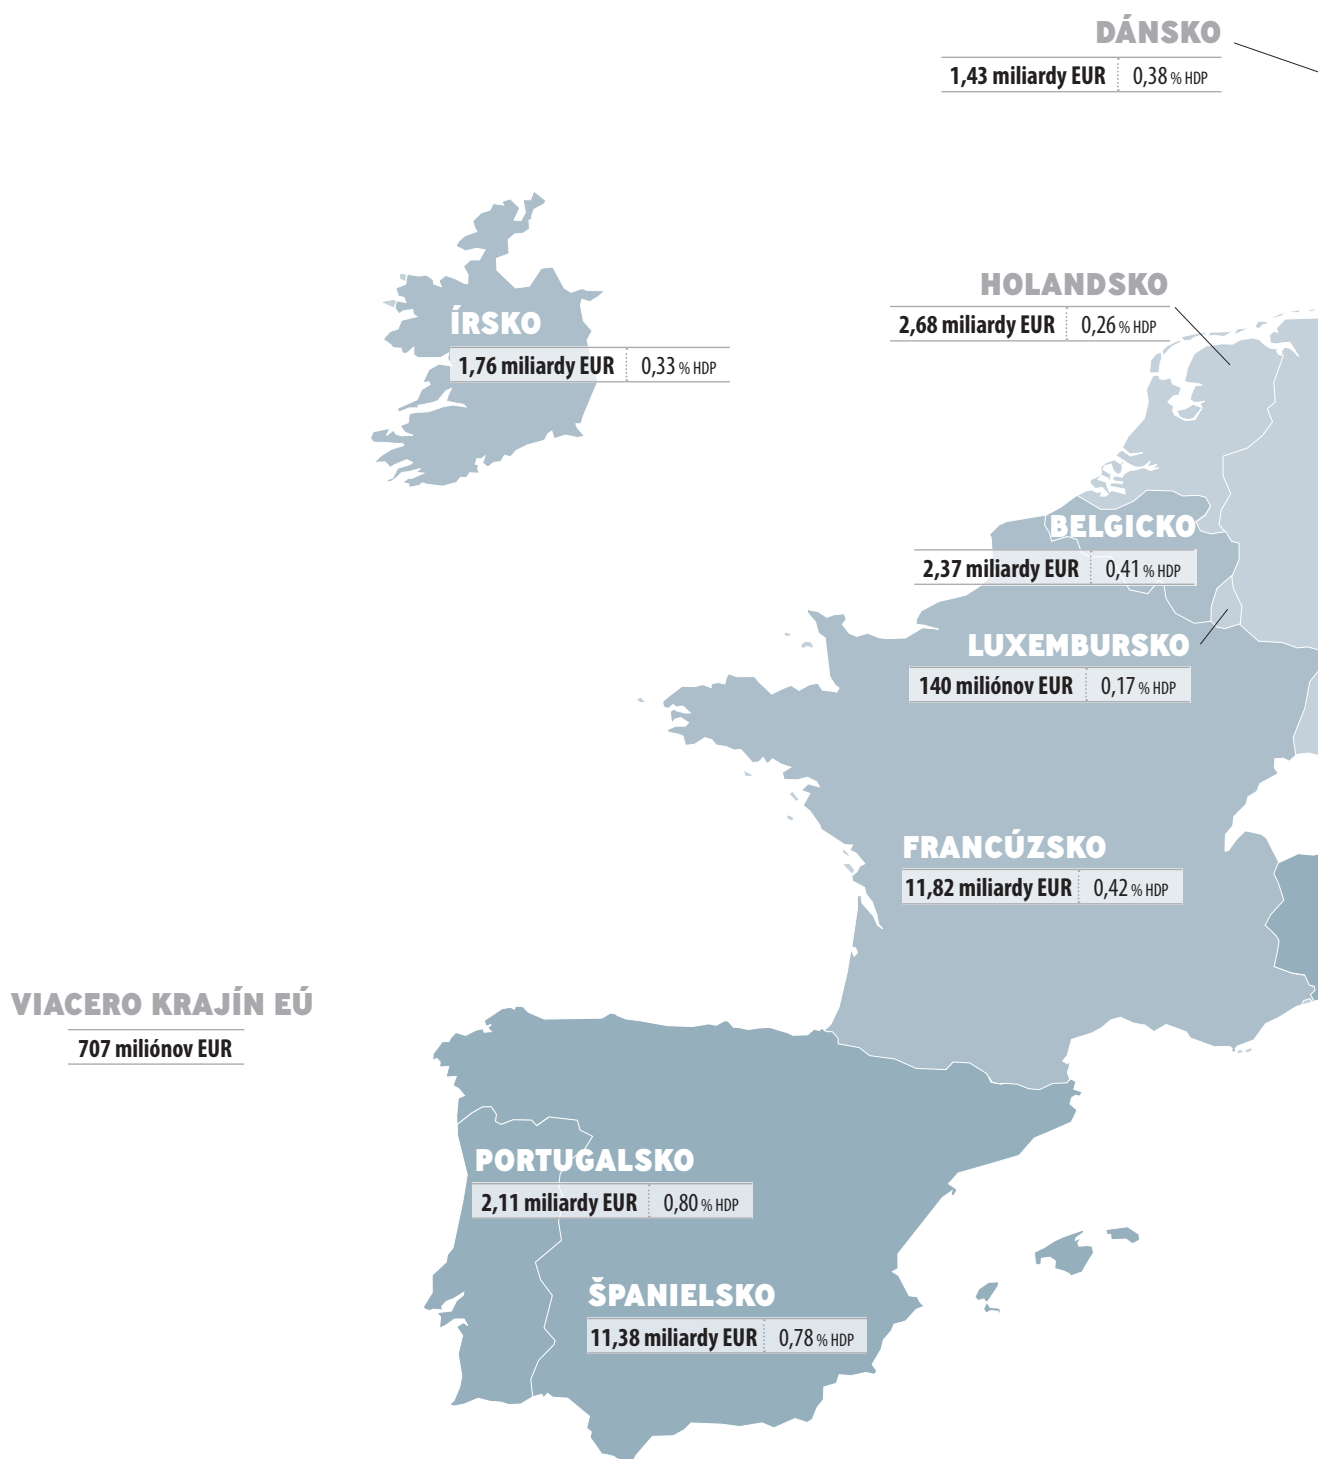 DÁNSKO
1,43 miliardy EUR 0,38 % HDP
HOLANDSKO
2,68 miliardy EUR 0,26 % HDP
ÍRSKO
1,76 miliardy EUR 0,33 % HDP
BELGICKO
2,37 miliardy EUR 0,41 % HDP
LUXEMBURSKO
140 miliónov EUR 0,17 % HDP
FRANCÚZSKO
11,82 miliardy EUR 0,42 % HDP
VIACERO KRAJÍN EÚ
707 miliónov EUR
PORTUGALSKO
2,11 miliardy EUR 0,80 % HDP
ŠPANIELSKO
11,38 miliardy EUR 0,78 % HDP